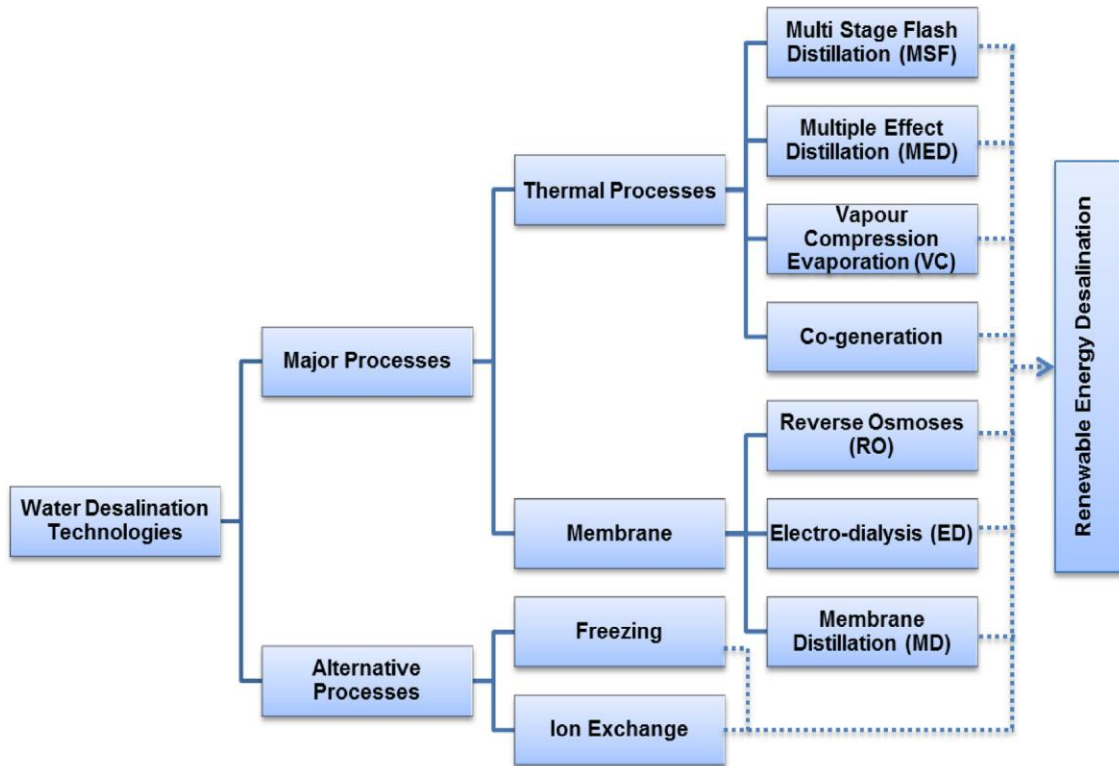 Multi Stage Flash
Distillation (MSF)
Multiple Effect
Distillation (MED)
Thermal Processes
Vapour
Compression
Evaporation (VC)
Co-generation
Major Processes
Reverse Osmoses
(RO)
Water Desalination
Technologies
Membrane
Electro-dialysis (ED)
Membrane
Distillation (MD)
Freezing
Alternative
Processes
Ion Exchange
Renewable Energy Desalination